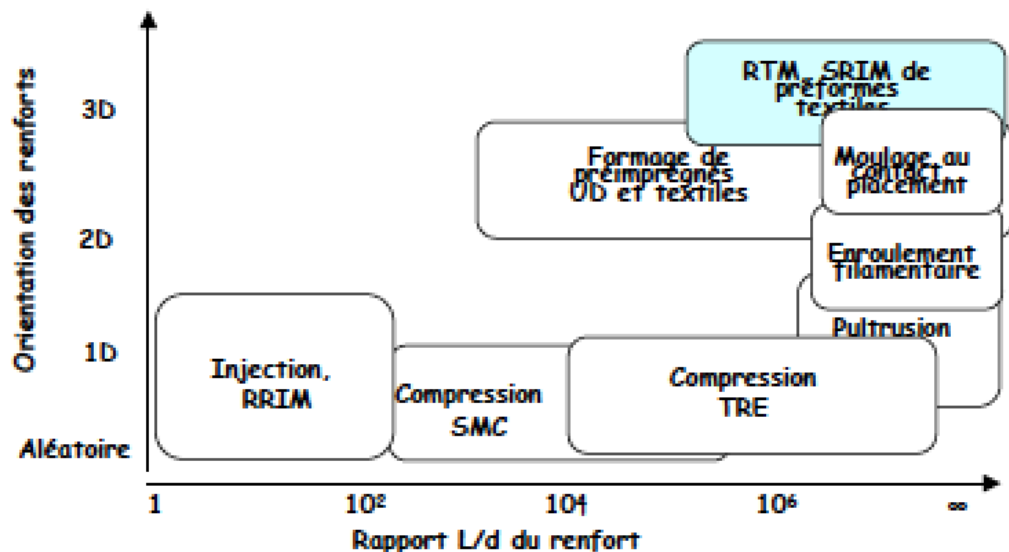 Orientation des renforts
3D
2D
1D
Aléatoire
RTM, SRIM de
préformes
textiles
Formage de
préimprégnés
UD et textiles
Moulage au
contact,
placement
Enroulement
filamentaire
Pultrusion
Injection,
RRIM
Compression
SMC
Compression
TRE
1
10²
10⁴
10⁶
∞
Rapport L/d du renfort